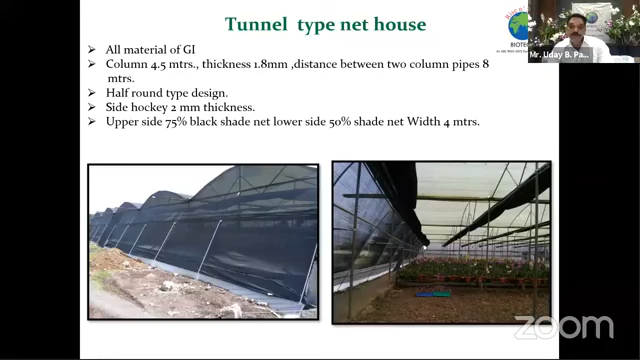 Tunnel type net house
All material of GI
Column 4.5 mtrs., thickness 1.8mm ,distance between two column pipes 8
mtrs.
Half round type design.
Side hockey 2 mm thickness.
Upper side 75% black shade net lower side 50% shade net Width 4 mtrs.
BIOTE
Mr. Uday B. Pa...
zoom